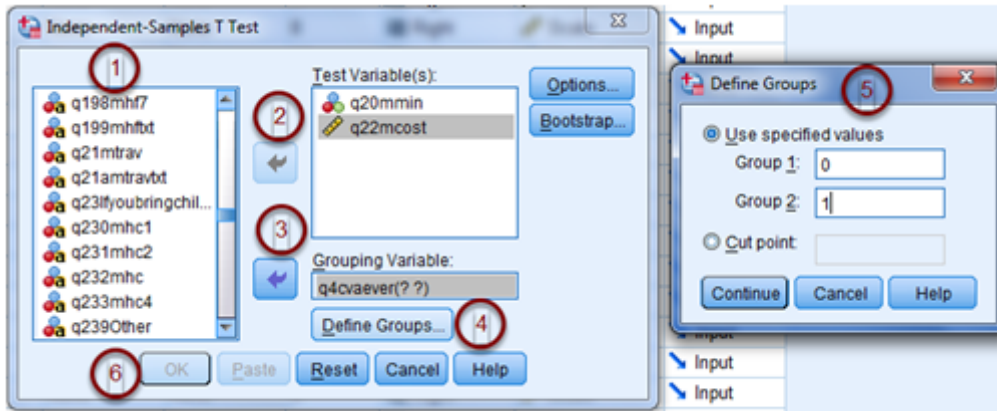 Independent-Samples T Test
1
q198mhf7
q199mhftxt
q21mtrav
q21amtravtxt
q23Ifyoubringchil...
q230mhc1
q231mhc2
q232mhc
q233mhc4
q239Other
2
3
Test Variable(s):
q20mmin
q22mcost
Grouping Variable:
q4cvaever(? ?)
Define Groups...
4
Options...
Bootstrap...
6
OK
Paste
Reset
Cancel
Help
Input
Input
Define Groups
5
Use specified values
Group 1:
0
Group 2:
1
Cut point:
Continue
Cancel
Help
Input
Input